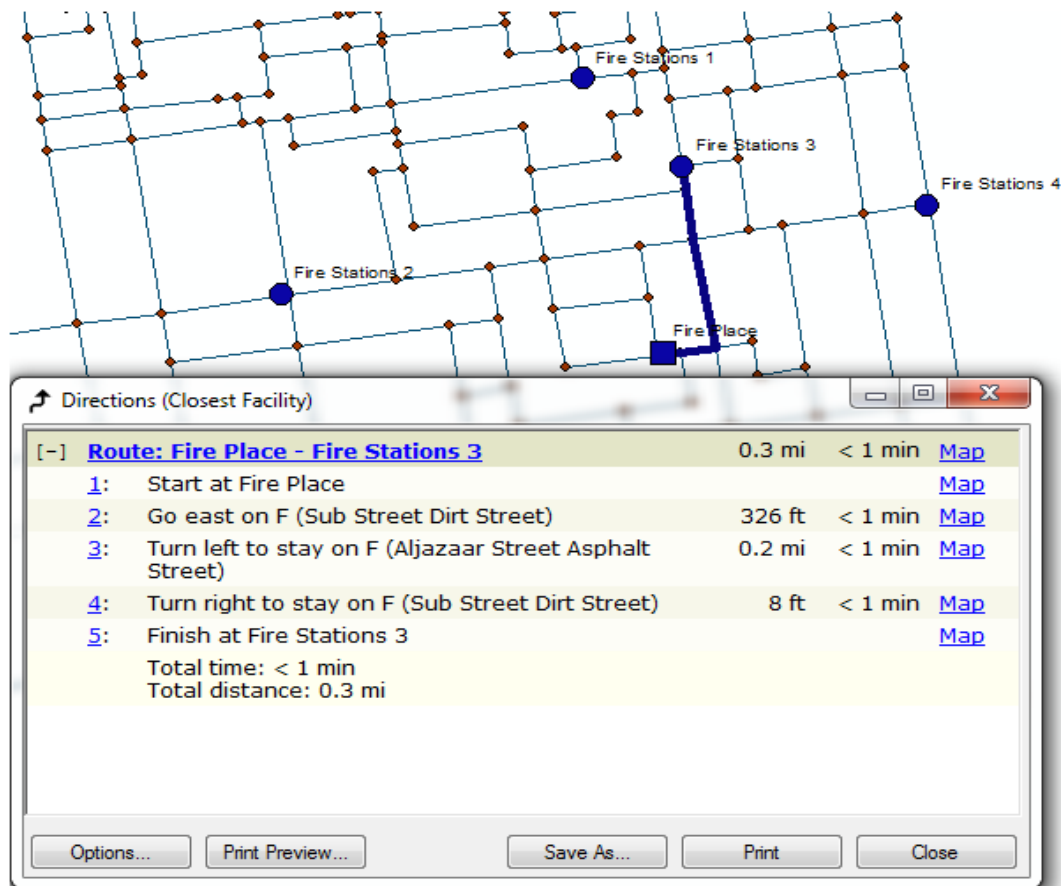 Fire Stations 1
Fire Stations 3
Fire Stations 4
Fire Stations 2
Fire Place
Directions (Closest Facility)
[-] Route: Fire Place - Fire Stations 3 0.3 mi < 1 min Map
1: Start at Fire Place Map
2: Go east on F (Sub Street Dirt Street) 326 ft < 1 min Map
3: Turn left to stay on F (Aljazaar Street Asphalt 0.2 mi < 1 min Map
Street)
4: Turn right to stay on F (Sub Street Dirt Street) 8 ft < 1 min Map
5: Finish at Fire Stations 3 Map
Total time: < 1 min
Total distance: 0.3 mi
Options... Print Preview... Save As... Print Close